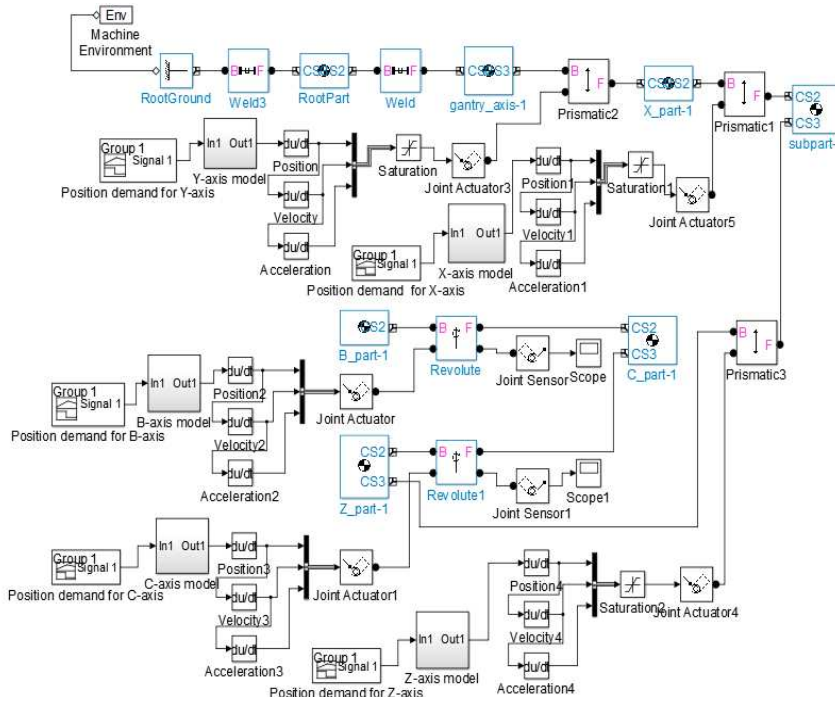 Env
Machine
Environment
CS CS2
CS CS3
CS CS2
B F
B F
B
F
B
F
CS2
CS3
RootGround
Weld3
RootPart
Weld
gantry_axis-1
Prismatic2
X_part-1
Prismatic1
subpart-
Group 1
Signal 1
In1 Out1
du/dt
Position demand for Y-axis
Y-axis model
Position
Saturation
Joint Actuator3
du/dt
Velocity
du/dt
Acceleration
Group 1
Signal 1
In1 Out1
du/dt
Position1
Saturation1
Joint Actuator5
du/dt
Velocity1
X-axis model
du/dt
Position demand for X-axis
Acceleration1
CS2
B F
CS2
CS3
B
F
B_part-1
Revolute
Joint Sensor
Scope
C_part-1
Prismatic3
Group 1
Signal 1
In1 Out1
du/dt
Position2
Joint Actuator
Position demand for B-axis
B-axis model
du/dt
Velocity2
du/dt
Acceleration2
CS2
CS3
B F
Z_part-1
Revolute1
Joint Sensor1
Scope1
Group 1
Signal 1
In1 Out1
du/dt
Position3
Joint Actuator1
Position demand for C-axis
C-axis model
du/dt
Velocity3
du/dt
Acceleration3
Group 1
Signal 1
In1 Out1
du/dt
Position4
Saturation2
Joint Actuator4
du/dt
Velocity4
Z-axis model
du/dt
Position demand for Z-axis
Acceleration4